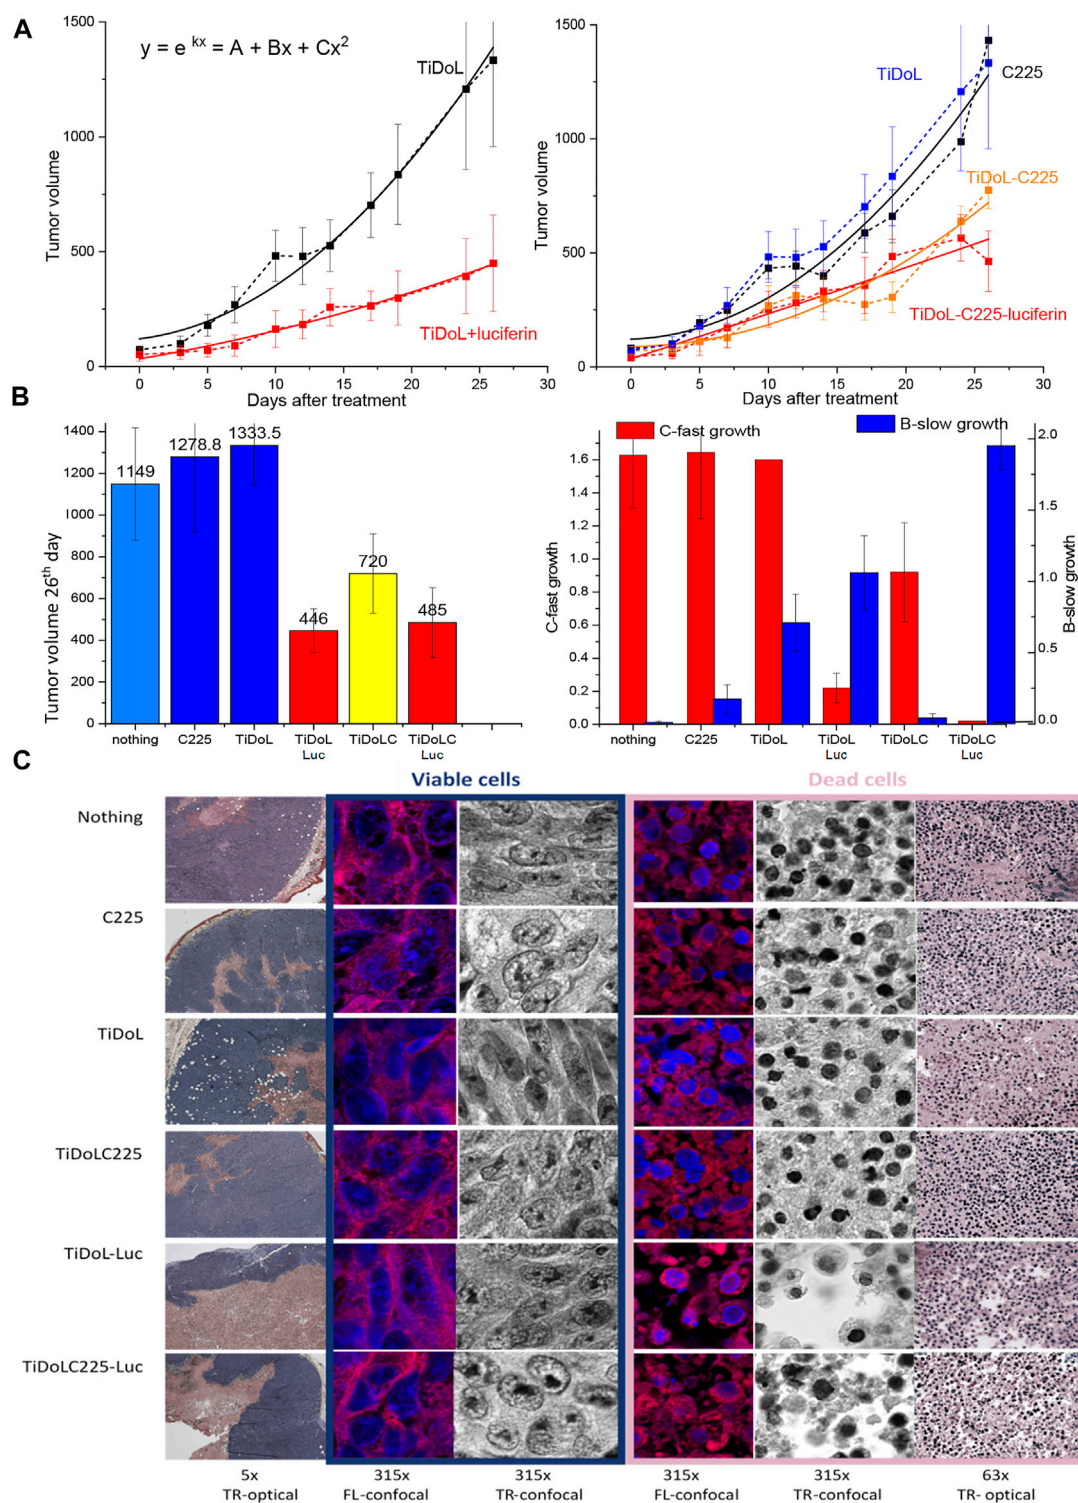 A
y = e kx = A + Bx + Cx2
TiDoL
TiDoL+luciferin
Tumor volume
1500
1000
500
0
0 5 10 15 20 25 30
Days after treatment
TiDoL
C225
TiDoL-C225
TiDoL-C225-luciferin
Tumor volume
1500
1000
500
0
0 5 10 15 20 25 30
Days after treatment
B
Tumor volume 26th day
1400
1200
1000
800
600
400
200
0
1149
1278.8
1333.5
446
720
485
nothing C225 TiDoL TiDoL TiDoLC TiDoLC
Luc Luc
C-fast growth
B-slow growth
C-fast growth
1.6
1.4
1.2
1.0
0.8
0.6
0.4
0.2
0.0
2.0
1.5
1.0
0.5
0.0
B-slow growth
nothing C225 TiDoL TiDoL TiDoLC TiDoLC
Luc Luc
C
Viable cells Dead cells
Nothing
C225
TiDoL
TiDoLC225
TiDoL-Luc
TiDoLC225-Luc
5x 315x 315x 315x 315x 63x
TR-optical FL-confocal TR-confocal FL-confocal TR-confocal TR- optical